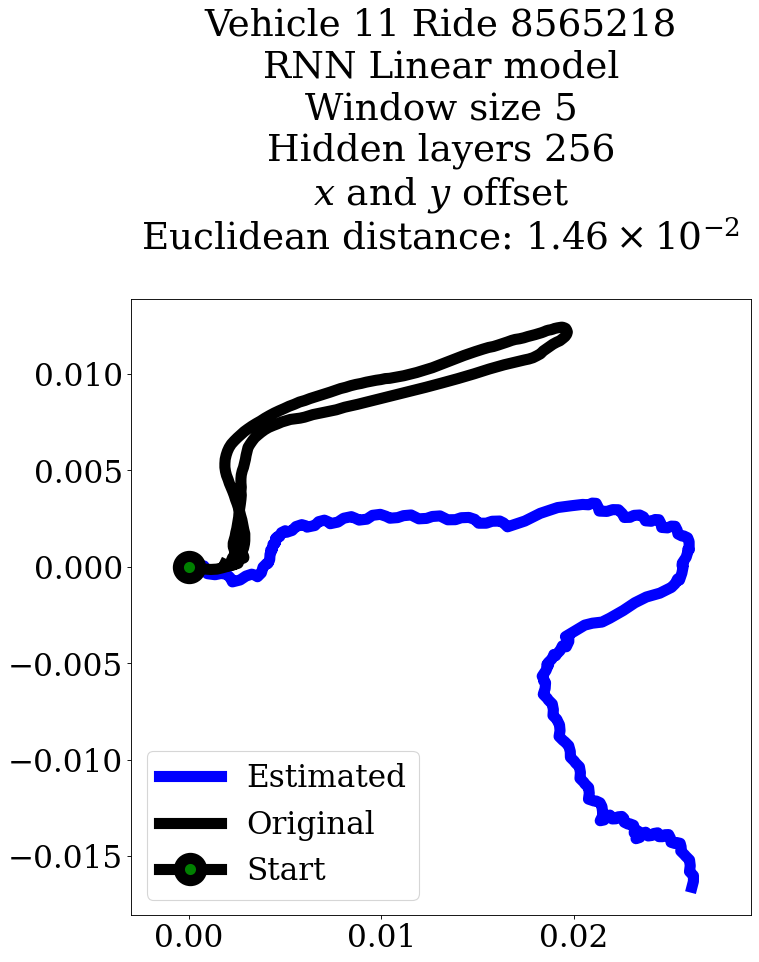 Vehicle 11 Ride 8565218
RNN Linear model
Window size 5
Hidden layers 256
x and y offset
Euclidean distance: 1.46 × 10⁻²
0.010
0.005
0.000
−0.005
−0.010
−0.015
Estimated
Original
Start
0.00 0.01 0.02